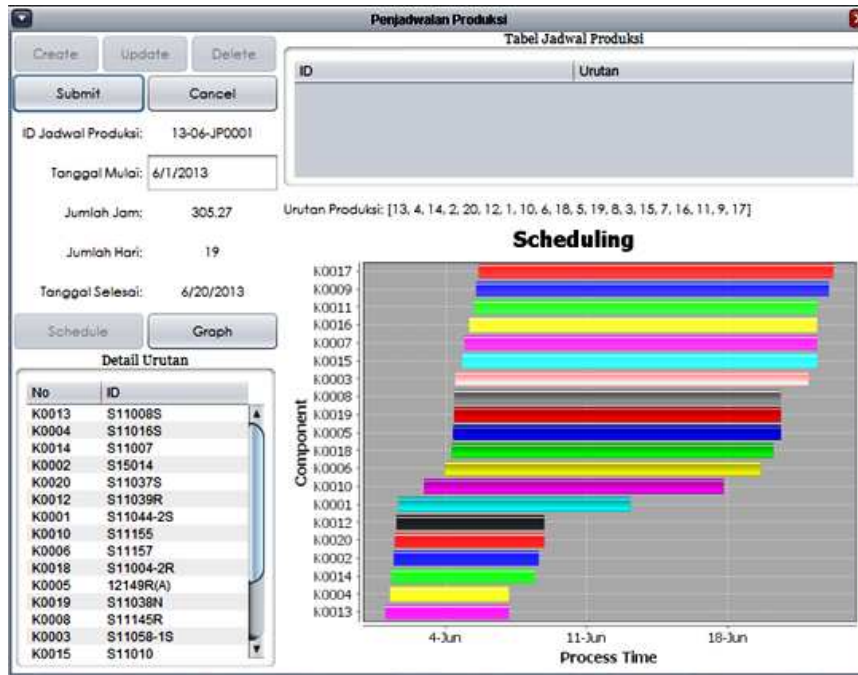 Penjadwalan Produksi
Create Update Delete
Submit Cancel
ID Jadwal Produksi: 13-06-JP0001
Tanggal Mulai: 6/1/2013
Jumlah Jam: 305.27
Jumlah Hari: 19
Tanggal Selesai: 6/20/2013
Schedule Graph
Detail Urutan
No ID
K0013 S11008S
K0004 S11016S
K0014 S11007
K0002 S15014
K0020 S11037S
K0012 S11039R
K0001 S11044-2S
K0010 S11155
K0006 S11157
K0018 S11004-2R
K0005 12149R(A)
K0019 S11038N
K0008 S11145R
K0003 S11058-1S
K0015 S11010
Tabel Jadwal Produksi
ID Urutan
Urutan Produksi: [13, 4, 14, 2, 20, 12, 1, 10, 6, 18, 5, 19, 8, 3, 15, 7, 16, 11, 9, 17]
Scheduling
Component
K0017
K0009
K0011
K0016
K0007
K0015
K0003
K0008
K0019
K0005
K0018
K0006
K0010
K0001
K0012
K0020
K0002
K0014
K0004
K0013
4-Jun 11-Jun 18-Jun
Process Time